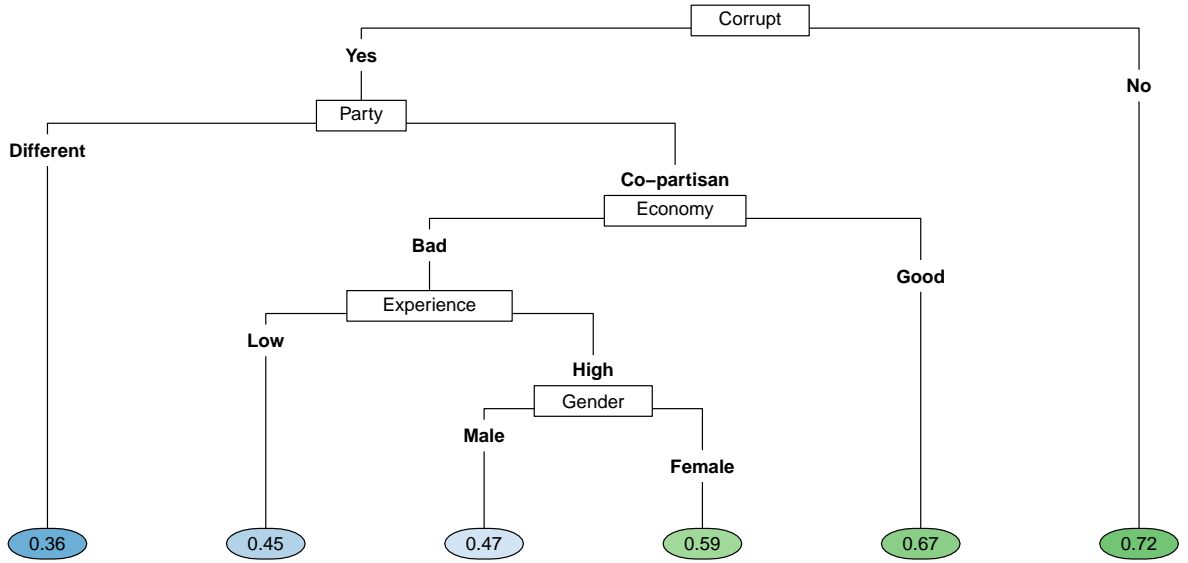 Corrupt
Yes
No
Party
Different
Co−partisan
Economy
Bad
Good
Experience
Low
High
Gender
Male
Female
0.36
0.45
0.47
0.59
0.67
0.72